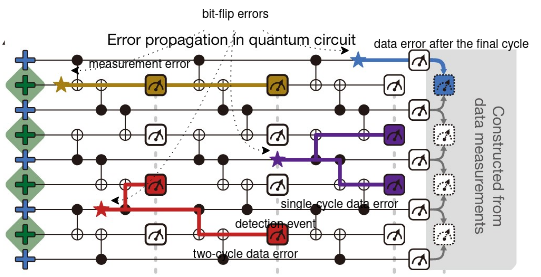 bit-flip errors
Error propagation in quantum circuit
data error after the final cycle
measurement error
Constructed from
data measurements
single-cycle data error
detection event
two-cycle data error